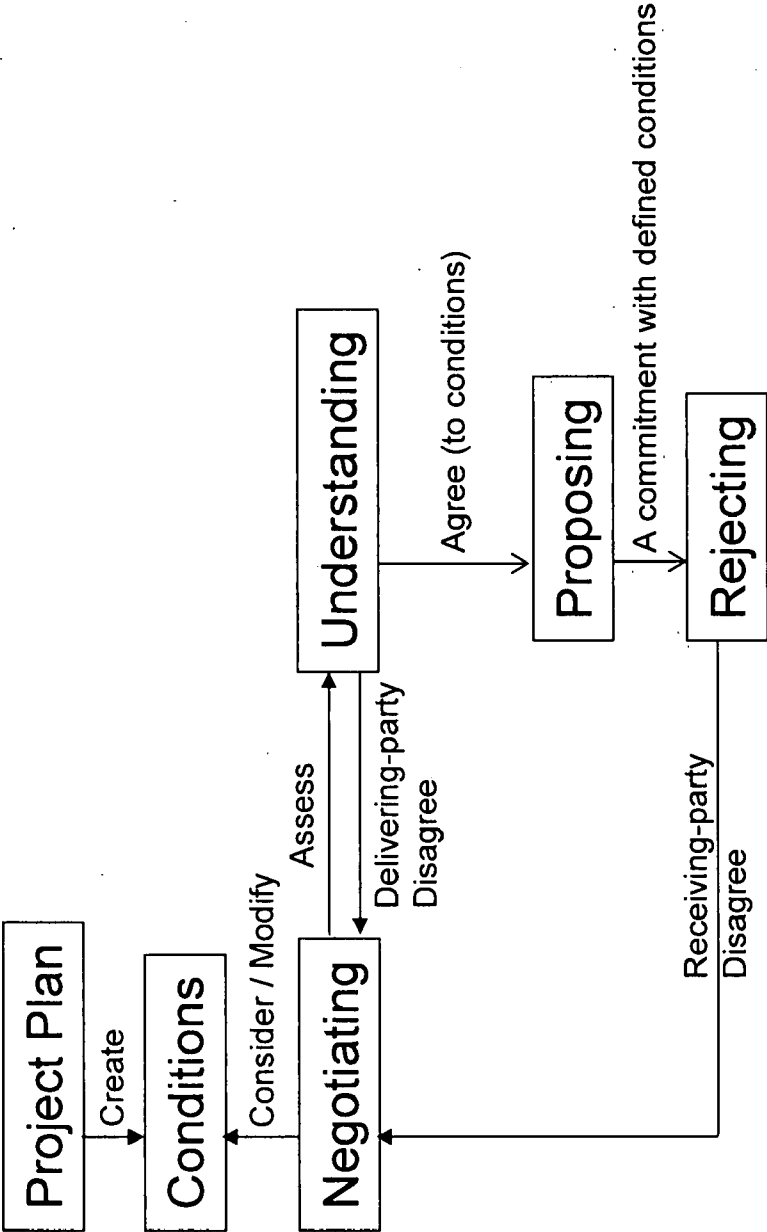 Project Plan
Create
Conditions
Consider / Modify
Negotiating
Assess
Delivering-party
Disagree
Understanding
Agree (to conditions)
Proposing
A commitment with defined conditions
Rejecting
Receiving-party
Disagree